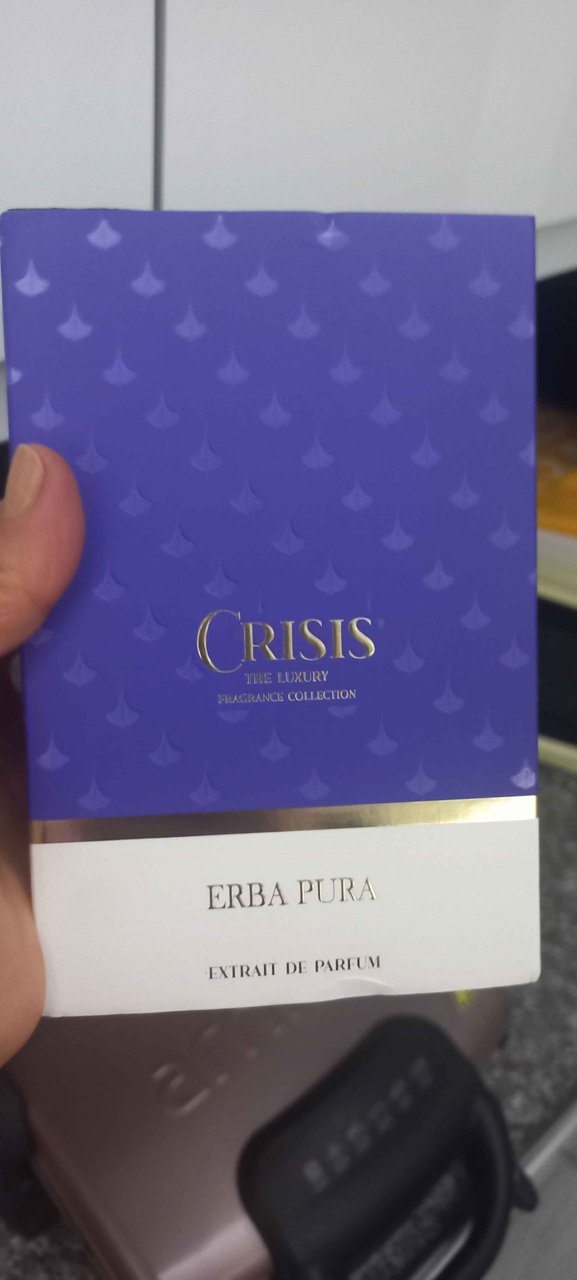 CRISIS
THE LUXURY
FRAGRANCE COLLECTION
ERBA PURA
EXTRAIT DE PARFUM